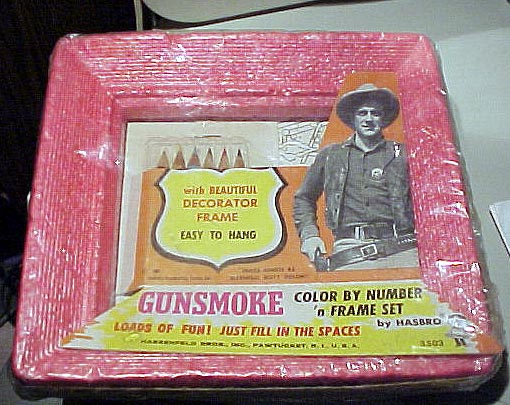 with BEAUTIFUL
DECORATOR
FRAME
EASY TO HANG
GUNSMOKE COLOR BY NUMBER
'n FRAME SET
by HASBRO
LOADS OF FUN! JUST FILL IN THE SPACES
3503
HASSENFELD BROS., INC., PAWTUCKET, R. I., U. S. A.